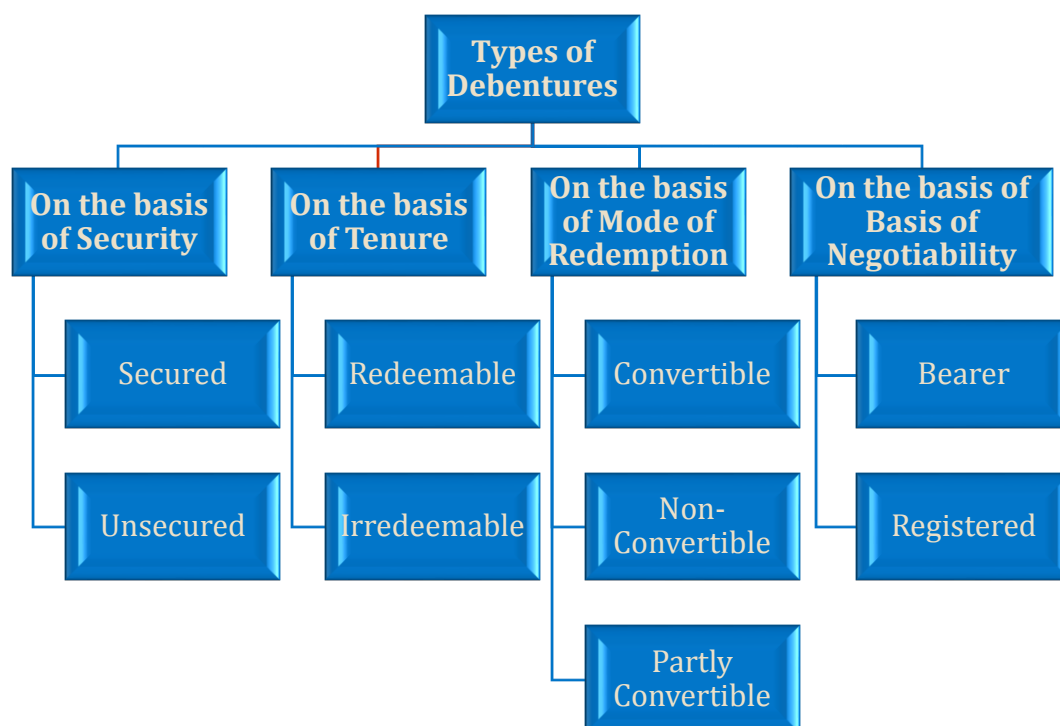 Types of
Debentures
On the basis
of Security
On the basis
of Tenure
On the basis
of Mode of
Redemption
On the basis of
Basis of
Negotiability
Secured
Redeemable
Convertible
Bearer
Unsecured
Irredeemable
Non-
Convertible
Registered
Partly
Convertible